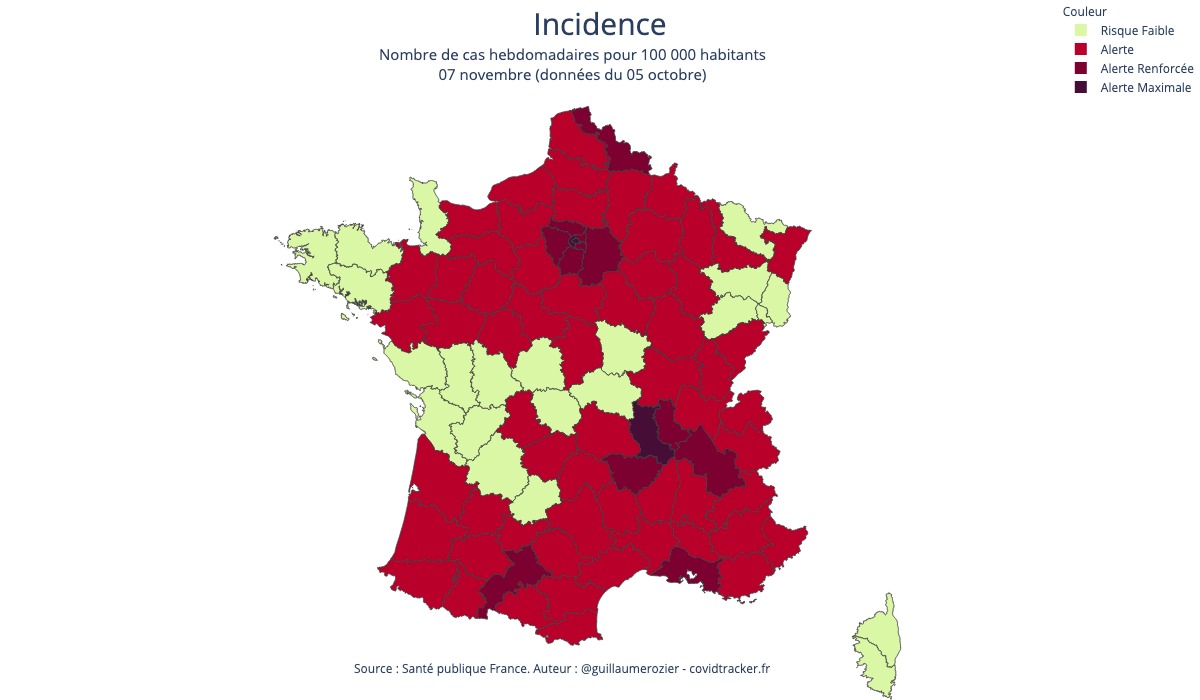 Incidence
Nombre de cas hebdomadaires pour 100 000 habitants
07 novembre (données du 05 octobre)
Couleur
Risque Faible
Alerte
Alerte Renforcée
Alerte Maximale
Source : Santé publique France. Auteur : @guillaumerozier - covidtracker.fr